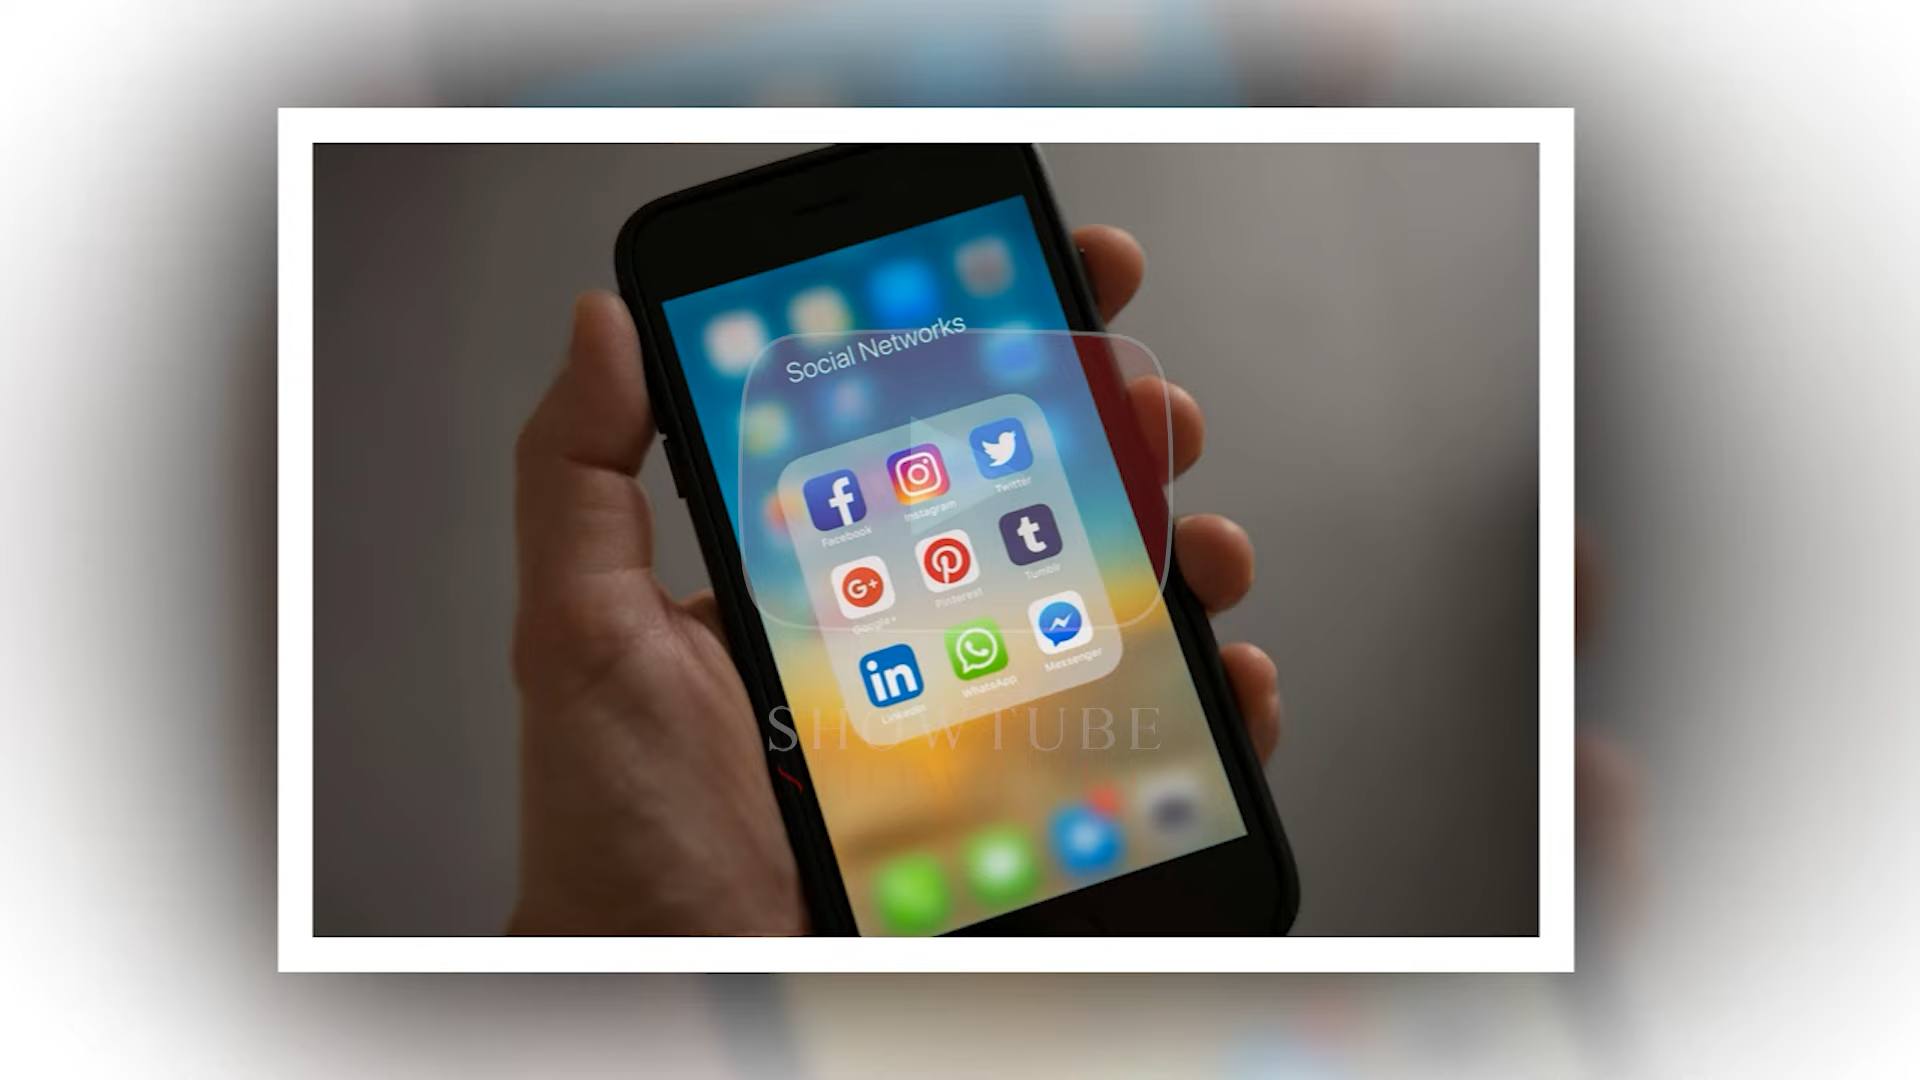 Social Networks
Facebook
Instagram
Twitter
Google+
Pinterest
Tumblr
LinkedIn
WhatsApp
Messenger
SHOWTUBE